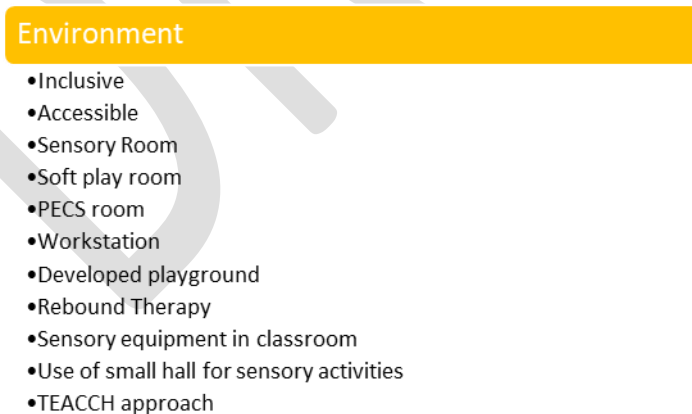 Environment
•Inclusive
•Accessible
•Sensory Room
•Soft play room
•PECS room
•Workstation
•Developed playground
•Rebound Therapy
•Sensory equipment in classroom
•Use of small hall for sensory activities
•TEACCH approach